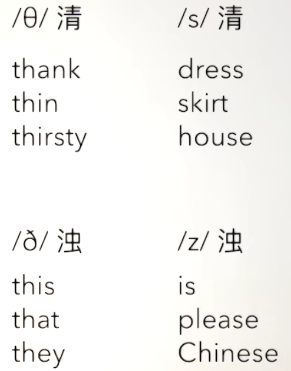 /θ/ 清
thank
thin
thirsty
/s/ 清
dress
skirt
house
/ð/ 浊
this
that
they
/z/ 浊
is
please
Chinese